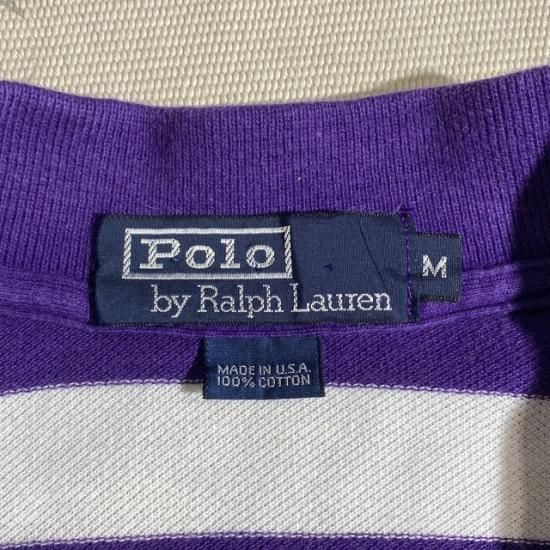 Polo
by Ralph Lauren
M
MADE IN U.S.A.
100% COTTON